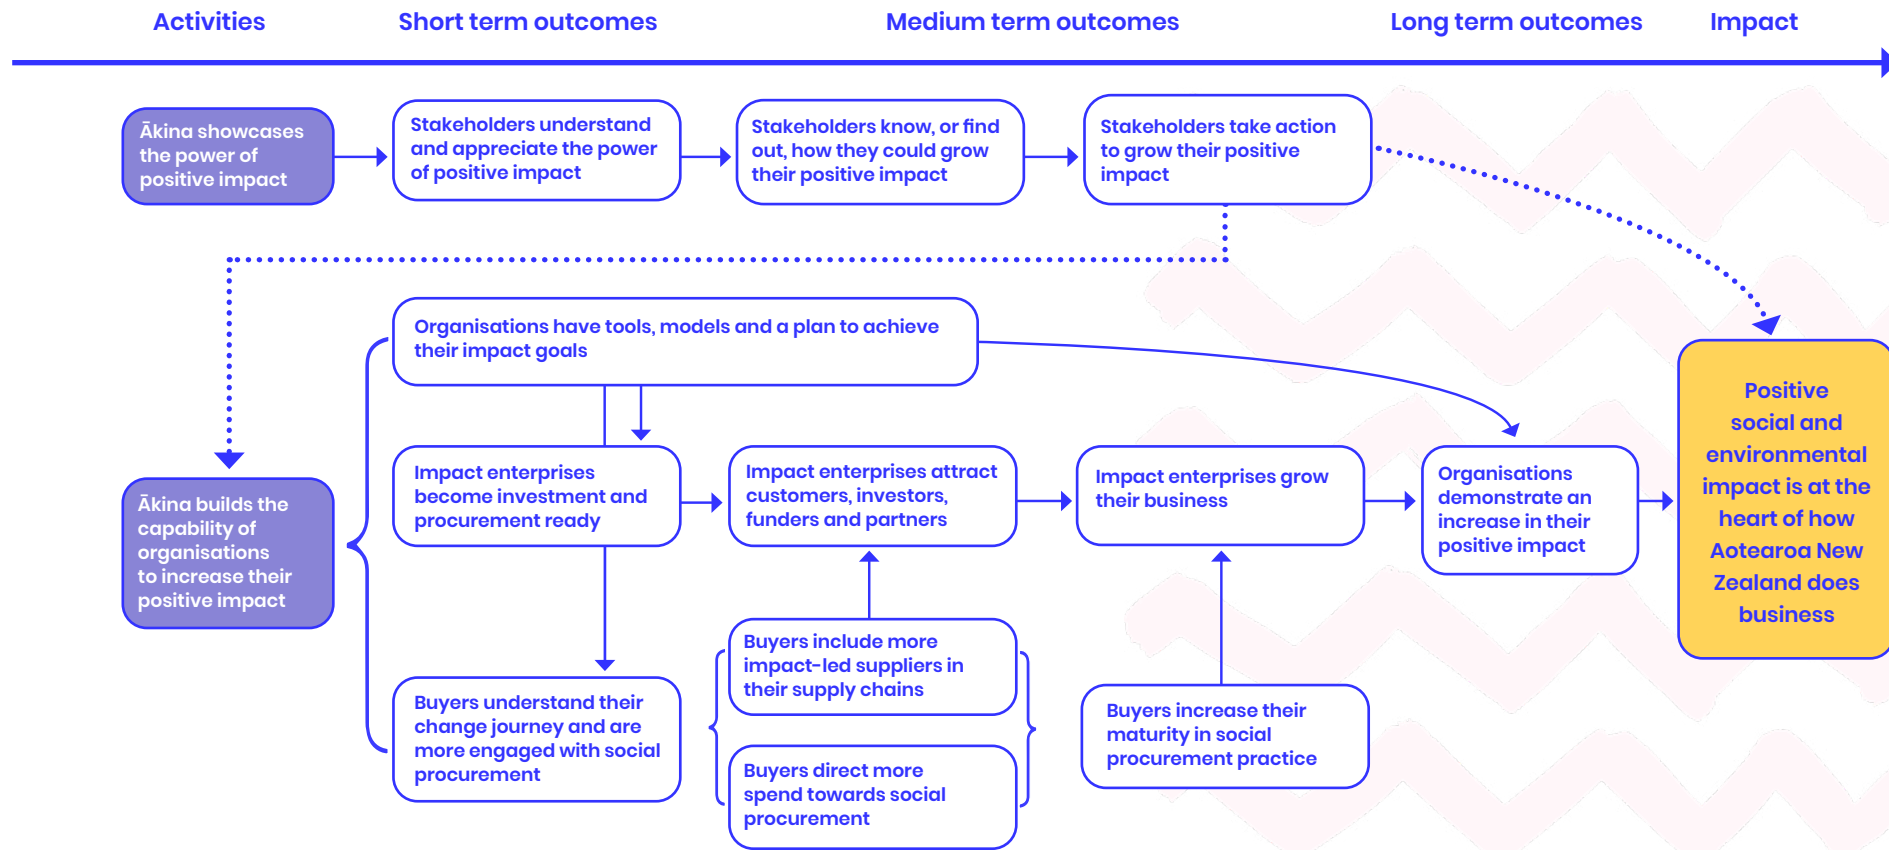 Activities
Short term outcomes
Medium term outcomes
Long term outcomes
Impact
Ākina showcases
the power of
positive impact
Stakeholders understand
and appreciate the power
of positive impact
Stakeholders know, or find
out, how they could grow
their positive impact
Stakeholders take action
to grow their positive
impact
Organisations have tools, models and a plan to achieve
their impact goals
Ākina builds the
capability of
organisations
to increase their
positive impact
Impact enterprises
become investment and
procurement ready
Impact enterprises attract
customers, investors,
funders and partners
Impact enterprises grow
their business
Organisations
demonstrate an
increase in their
positive impact
Positive
social and
environmental
impact is at the
heart of how
Aotearoa New
Zealand does
business
Buyers understand their
change journey and are
more engaged with social
procurement
Buyers include more
impact-led suppliers in
their supply chains
Buyers direct more
spend towards social
procurement
Buyers increase their
maturity in social
procurement practice